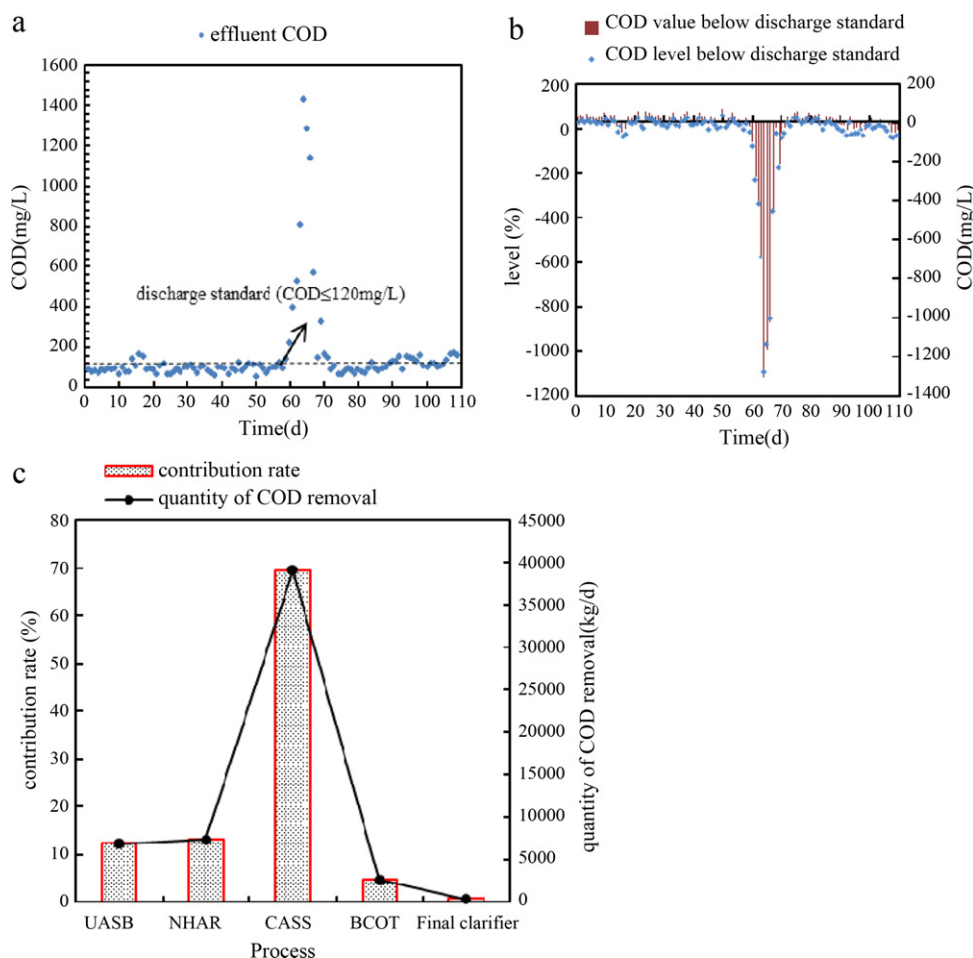 a
effluent COD
1600
1400
1200
1000
800
600
400
200
0
COD(mg/L)
discharge standard (COD≤120mg/L)
0 10 20 30 40 50 60 70 80 90 100 110
Time(d)
b
COD value below discharge standard
COD level below discharge standard
200
0
-200
-400
-600
-800
-1000
-1200
level (%)
200
0
-200
-400
-600
-800
-1000
-1200
-1400
COD(mg/L)
0 10 20 30 40 50 60 70 80 90 100 110
Time(d)
c
contribution rate
quantity of COD removal
80
70
60
50
40
30
20
10
0
contribution rate (%)
45000
40000
35000
30000
25000
20000
15000
10000
5000
0
quantity of COD removal(kg/d)
UASB NHAR CASS BCOT Final clarifier
Process